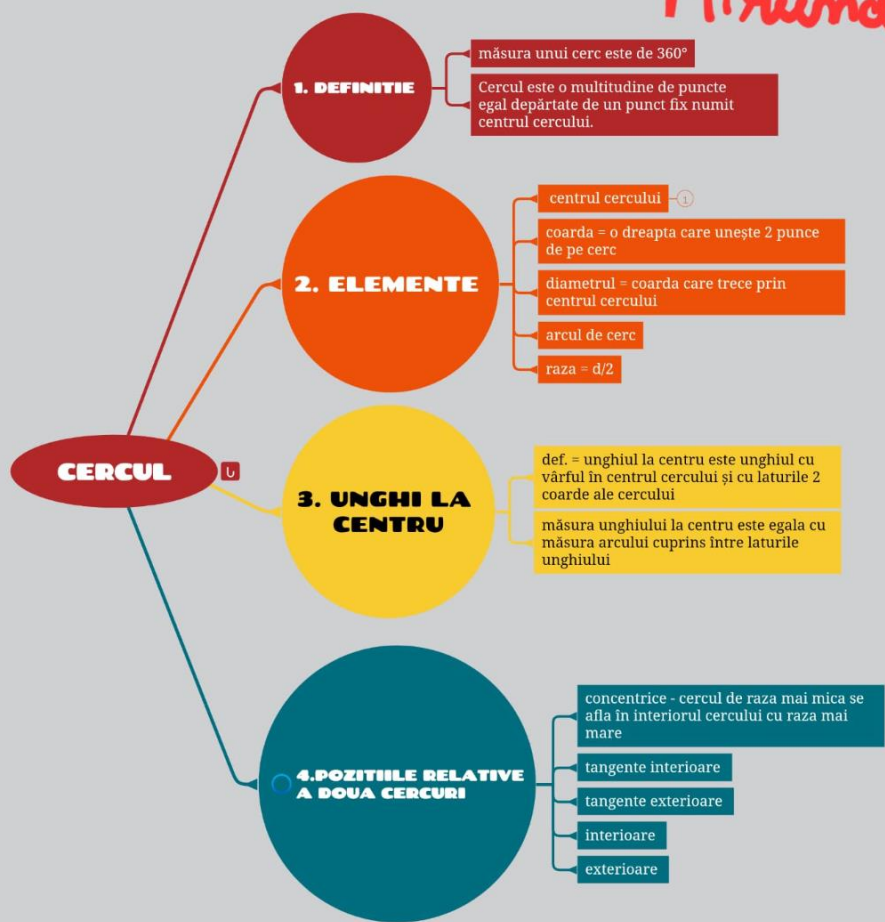 1. DEFINITIE
măsura unui cerc este de 360°
Cercul este o multitudine de puncte
egal depărtate de un punct fix numit
centrul cercului.
2. ELEMENTE
centrul cercului
1
coarda = o dreapta care unește 2 punce
de pe cerc
diametrul = coarda care trece prin
centrul cercului
arcul de cerc
raza = d/2
CERCUL
3. UNGHI LA
CENTRU
def. = unghiul la centru este unghiul cu
vârful în centrul cercului și cu laturile 2
coarde ale cercului
măsura unghiului la centru este egala cu
măsura arcului cuprins între laturile
unghiului
4.POZITIILE RELATIVE
A DOUA CERCURI
concentrice - cercul de raza mai mica se
afla în interiorul cercului cu raza mai
mare
tangente interioare
tangente exterioare
interioare
exterioare